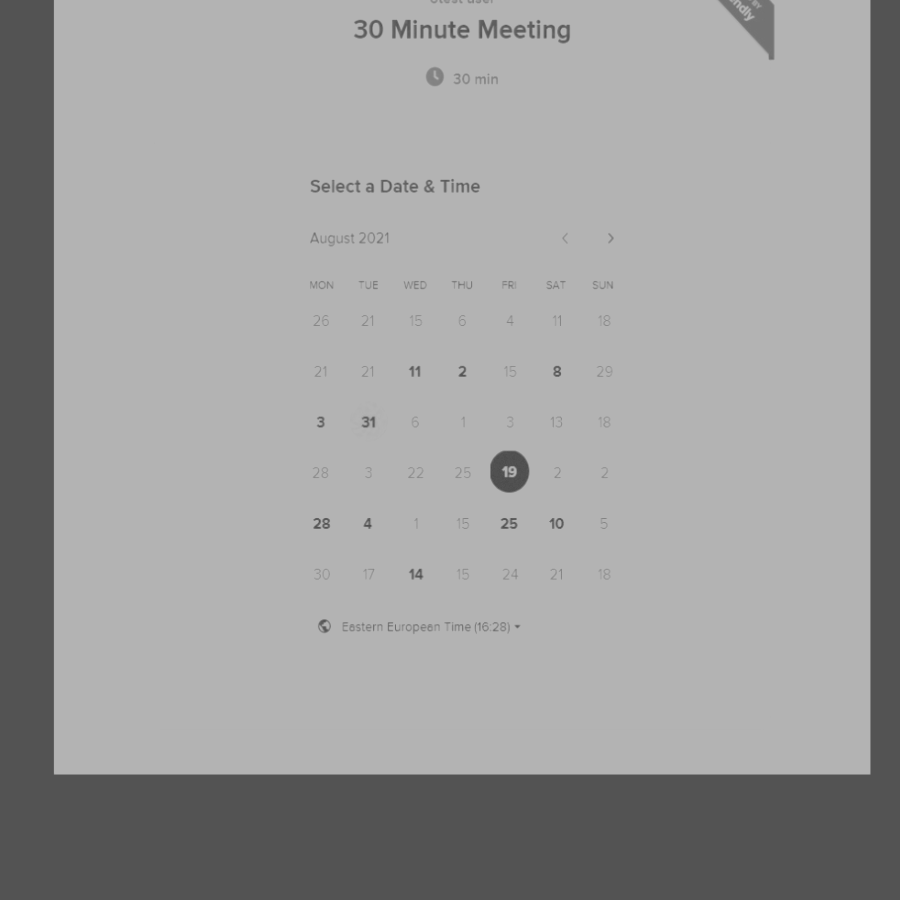 30 Minute Meeting
30 min
Select a Date & Time
August 2021
MON TUE WED THU FRI SAT SUN
26 21 15 6 4 11 18
21 21 11 2 15 8 29
3 31 6 1 3 13 18
28 3 22 25 19 2 2
28 4 1 15 25 10 5
30 17 14 15 24 21 18
Eastern European Time (16:28)